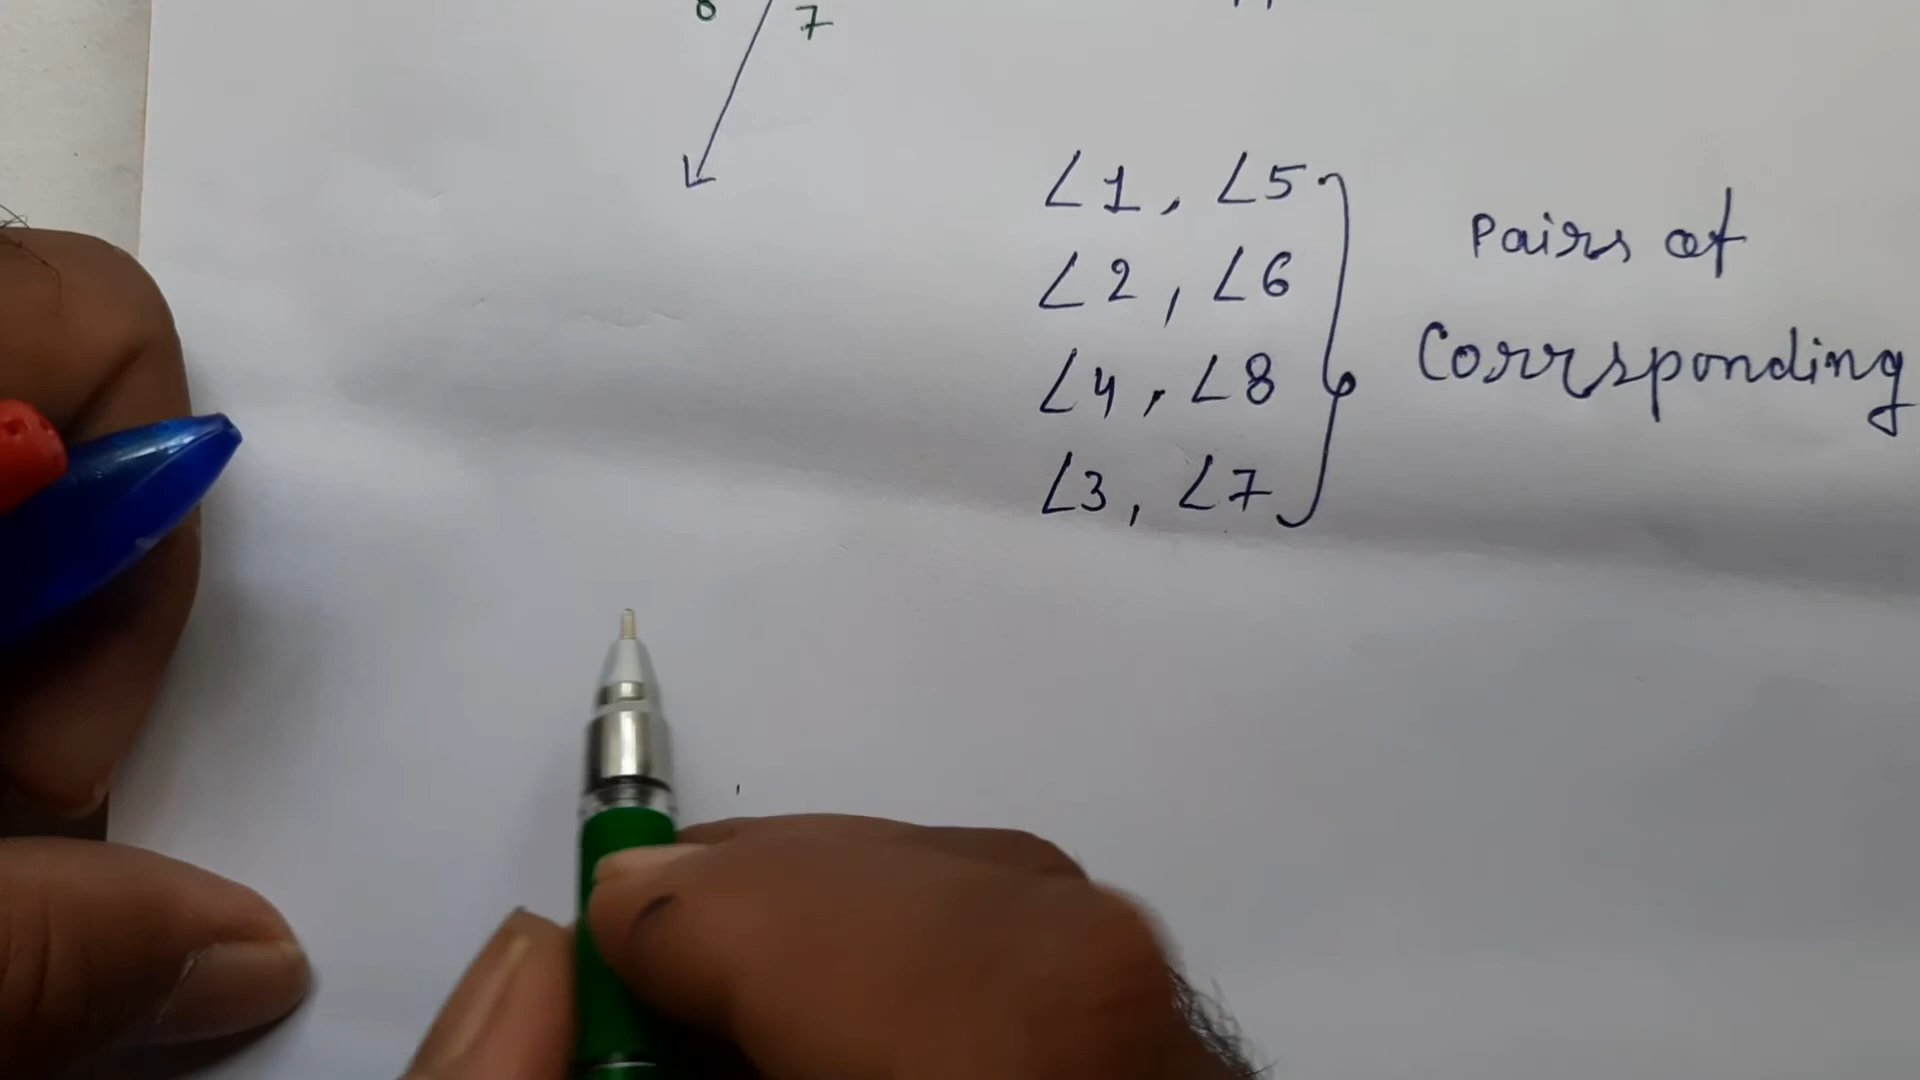 8 7
∠1, ∠5
∠2, ∠6
∠4, ∠8
∠3, ∠7
Pairs of
Corrsponding